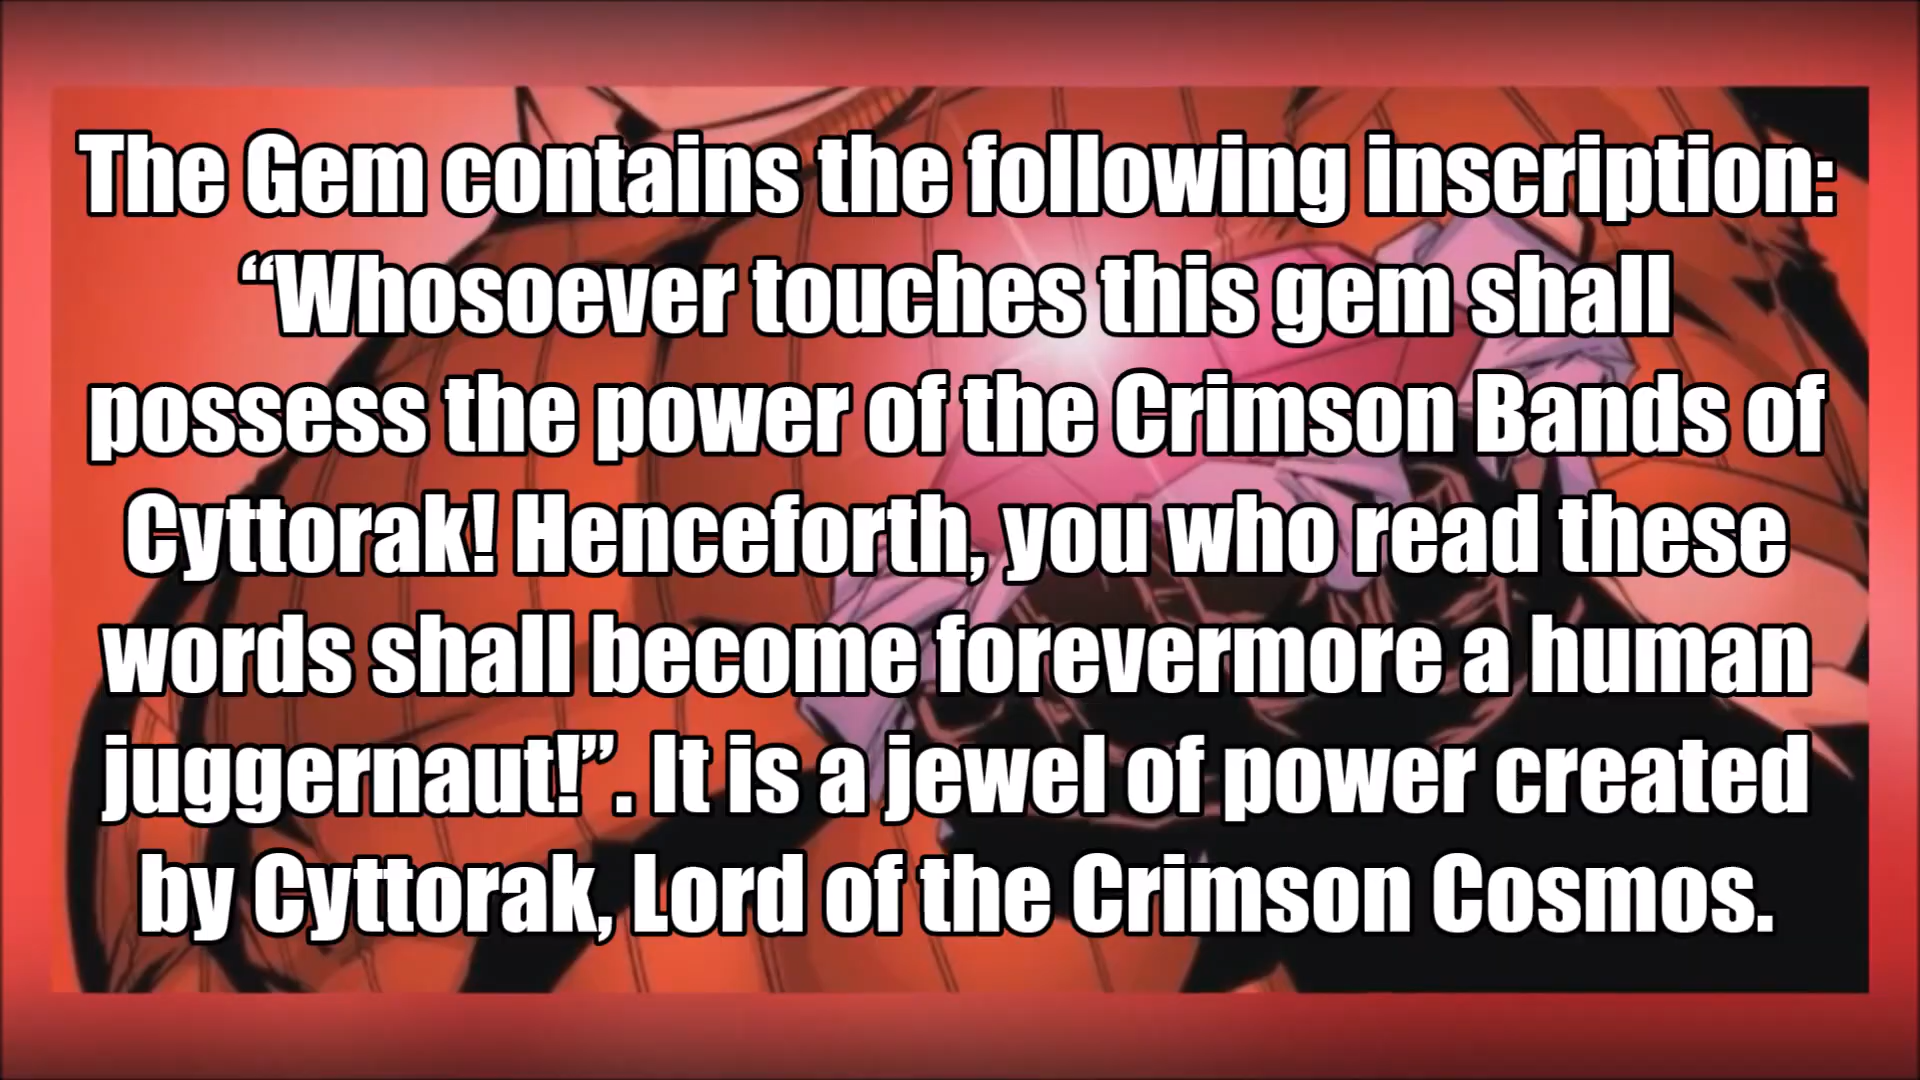 The Gem contains the following inscription:
“Whosoever touches this gem shall
possess the power of the Crimson Bands of
Cyttorak! Henceforth, you who read these
words shall become forevermore a human
juggernaut!”. It is a jewel of power created
by Cyttorak, Lord of the Crimson Cosmos.